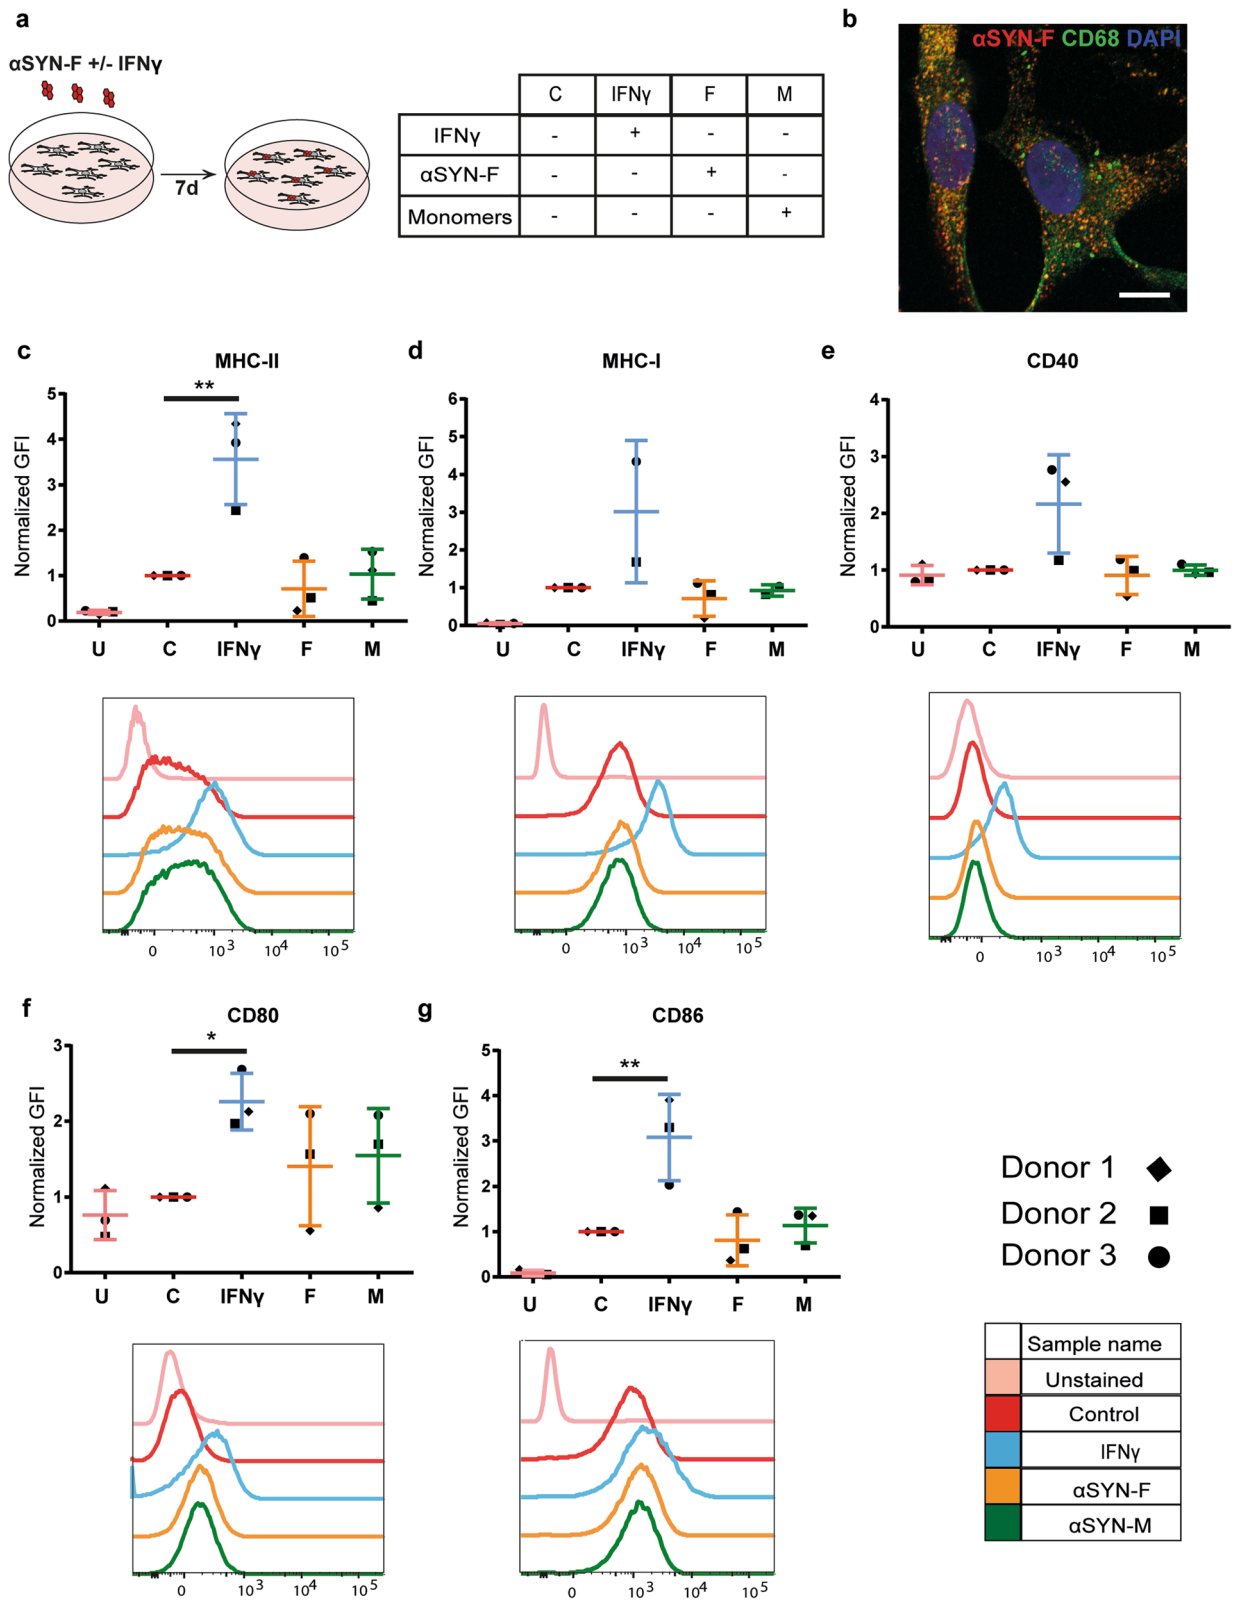 a
αSYN-F +/- IFNγ
7d
C IFNγ F M
IFNγ - + - -
αSYN-F - - + -
Monomers - - - +
b
αSYN-F CD68 DAPI
c
MHC-II
**
Normalized GFI
5
4
3
2
1
0
U C IFNγ F M
0 10³ 10⁴ 10⁵
d
MHC-I
Normalized GFI
6
5
4
3
2
1
0
U C IFNγ F M
0 10³ 10⁴ 10⁵
e
CD40
Normalized GFI
4
3
2
1
0
U C IFNγ F M
0 10³ 10⁴ 10⁵
f
CD80
*
Normalized GFI
3
2
1
0
U C IFNγ F M
0 10³ 10⁴ 10⁵
g
CD86
**
Normalized GFI
5
4
3
2
1
0
U C IFNγ F M
0 10³ 10⁴ 10⁵
Donor 1
Donor 2
Donor 3
Sample name
Unstained
Control
IFNγ
αSYN-F
αSYN-M